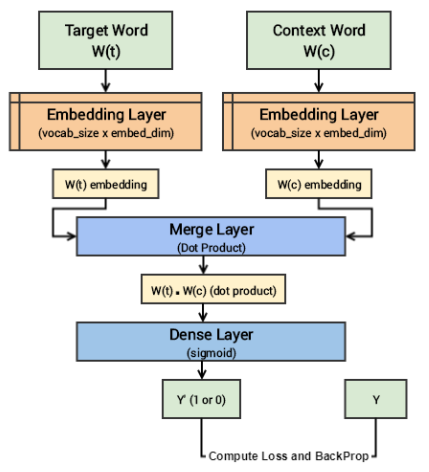 Target Word
W(t)
Context Word
W(c)
Embedding Layer
(vocab_size x embed_dim)
Embedding Layer
(vocab_size x embed_dim)
W(t) embedding
W(c) embedding
Merge Layer
(Dot Product)
W(t) . W(c) (dot product)
Dense Layer
(sigmoid)
Y' (1 or 0)
Y
Compute Loss and BackProp